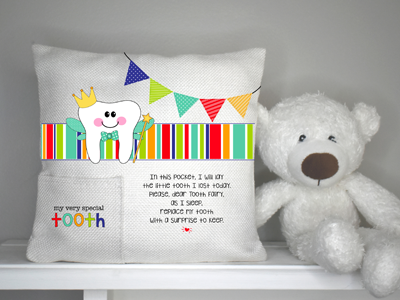 my very special
tooth
In this pocket, I will lay
the little tooth I lost today.
Please, dear Tooth Fairy,
as I sleep,
replace my tooth
with a surprise to keep.